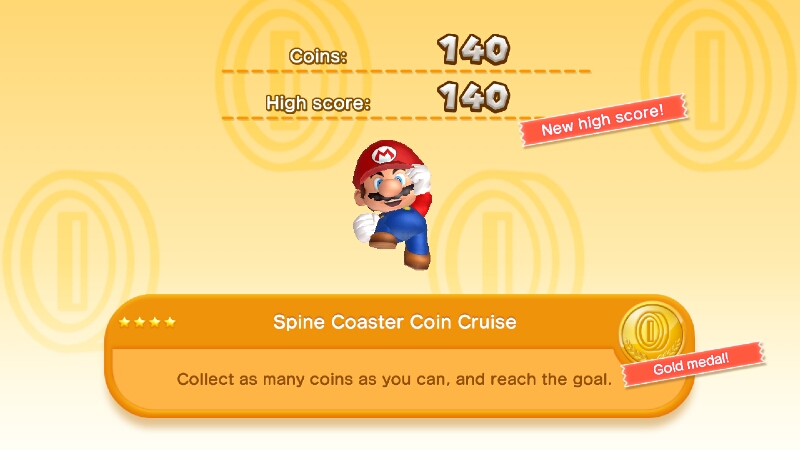 Coins: 140
High score: 140
New high score!
Spine Coaster Coin Cruise
Collect as many coins as you can, and reach the goal.
Gold medal!